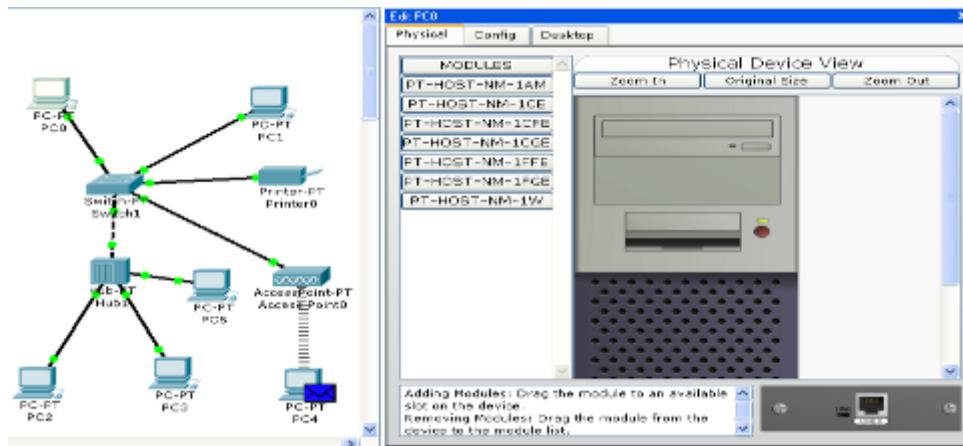 PC-PT
PC0
PC-PT
PC1
Printer-PT
Printer0
Switch-PT
Switch1
Hub-PT
Hub1
PC-PT
PC5
AccessPoint-PT
Access Point0
PC-PT
PC2
PC-PT
PC3
PC-PT
PC4
Edit PC0
Physical Config Desktop
MODULES
PT-HOST-NM-1AM
PT-HOST-NM-1CE
PT-HOST-NM-1CFE
PT-HOST-NM-1CGE
PT-HOST-NM-1FFE
PT-HOST-NM-1FGE
PT-HOST-NM-1W
Physical Device View
Zoom In Original Size Zoom Out
Adding Modules: Drag the module to an available
slot on the device.
Removing Modules: Drag the module from the
device to the module list.